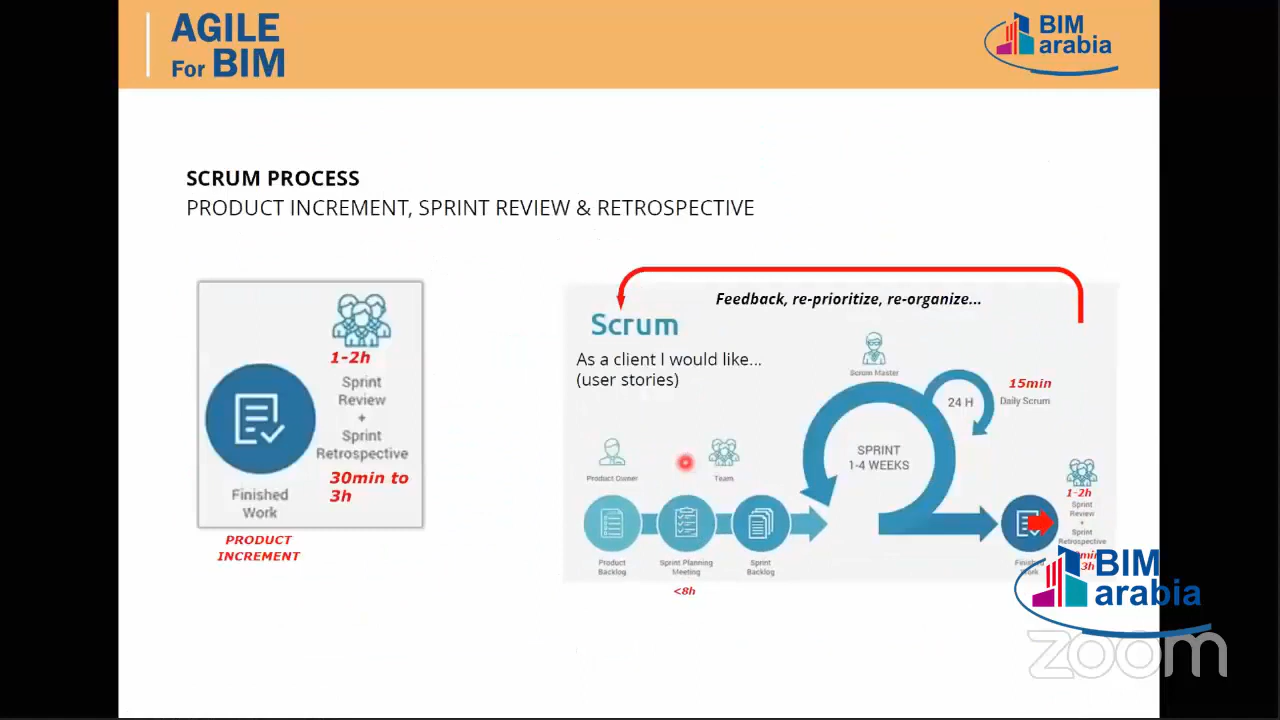 AGILE
For BIM
BIM
arabia
SCRUM PROCESS
PRODUCT INCREMENT, SPRINT REVIEW & RETROSPECTIVE
1-2h
Sprint
Review
+
Sprint
Retrospective
30min to
3h
Finished
Work
PRODUCT
INCREMENT
Feedback, re-prioritize, re-organize...
Scrum
As a client I would like...
(user stories)
Scrum Master
15min
24 H
Daily Scrum
SPRINT
1-4 WEEKS
Product Owner
Team
1-2h
Sprint
Review
+
Sprint
Retrospective
3h
Product
Backlog
Sprint Planning
Meeting
Sprint
Backlog
<8h
BIM
arabia
zoom